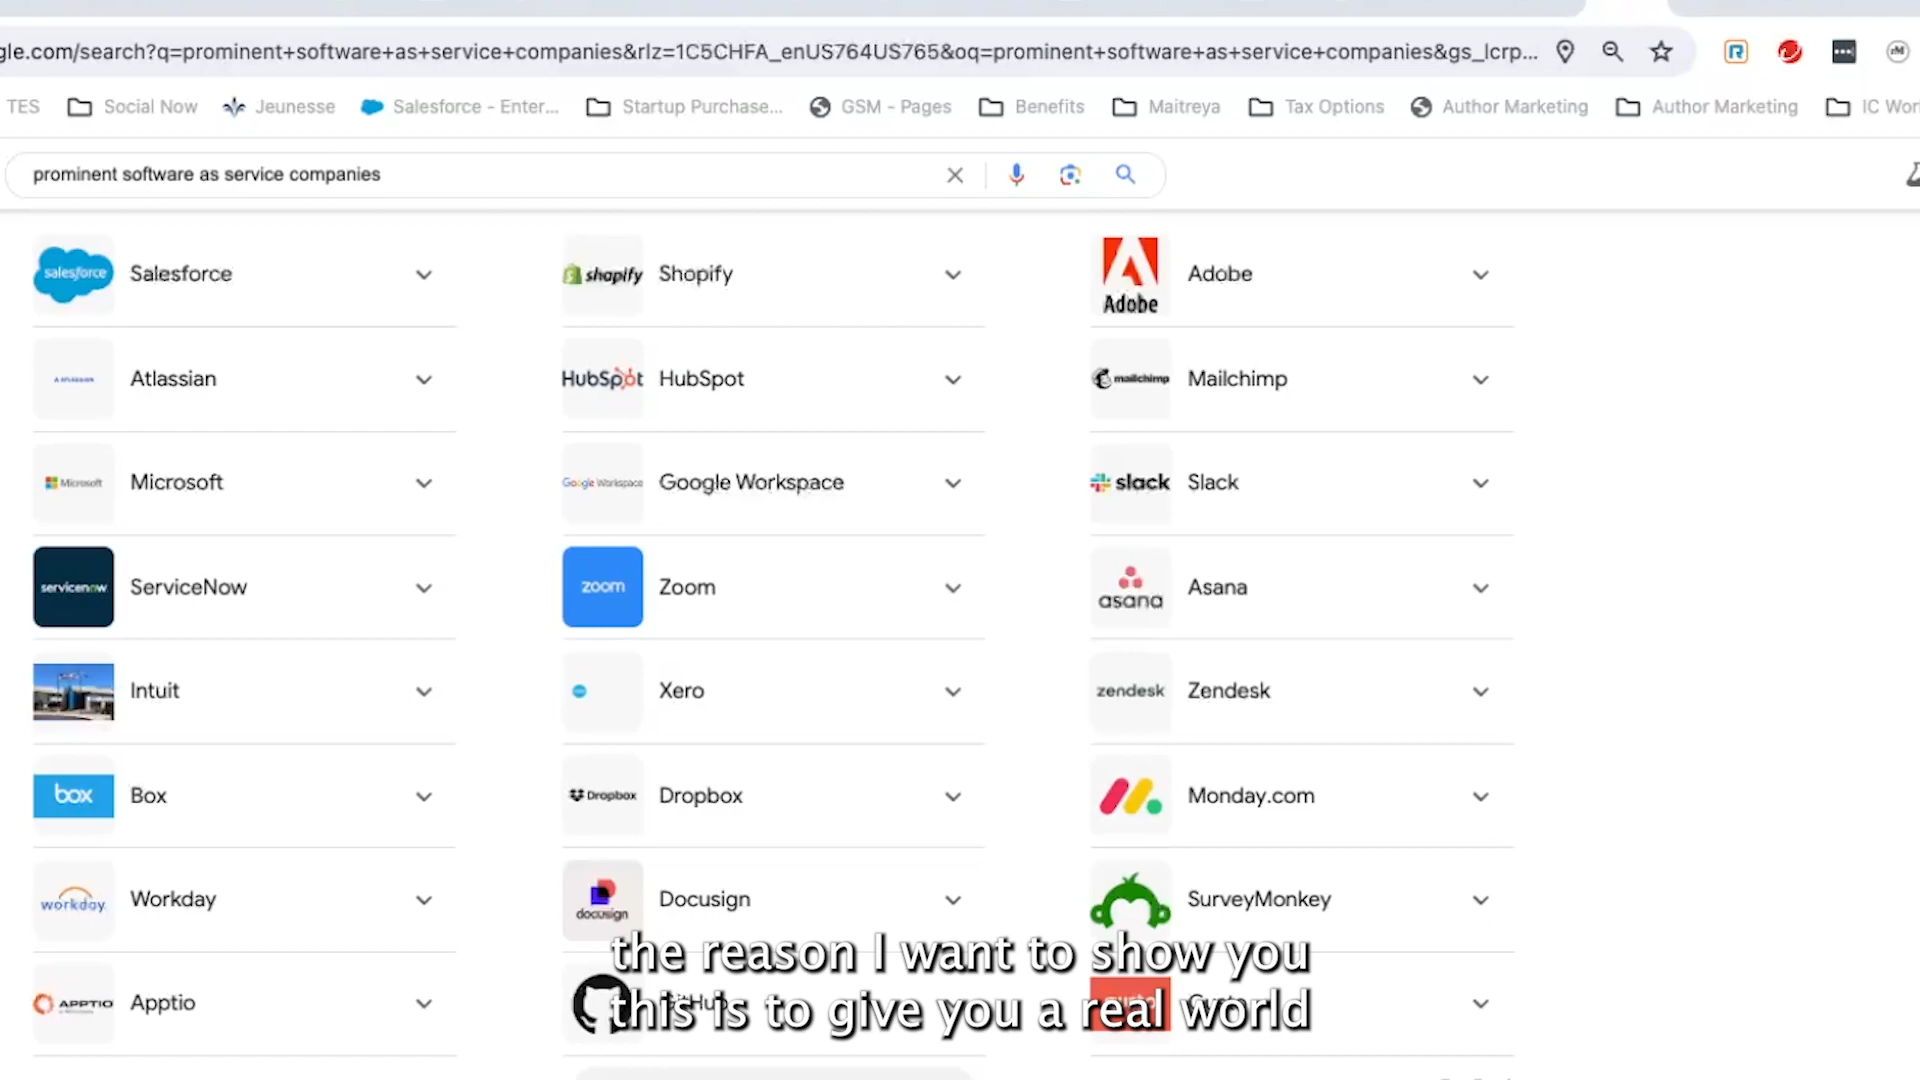 gle.com/search?q=prominent+software+as+service+companies&rlz=1C5CHFA_enUS764US765&oq=prominent+software+as+service+companies&gs_lcrp...
TES Social Now Jeunesse Salesforce - Enter... Startup Purchase... GSM - Pages Benefits Maitreya Tax Options Author Marketing Author Marketing IC Wor
prominent software as service companies
salesforce Salesforce shopify Shopify Adobe Adobe
ATLASSIAN Atlassian HubSpot HubSpot mailchimp Mailchimp
Microsoft Microsoft Google Workspace Google Workspace slack Slack
servicenow ServiceNow zoom Zoom asana Asana
Intuit Xero zendesk Zendesk
box Box Dropbox Dropbox Monday.com
workday. Workday docusign Docusign SurveyMonkey
APPTIO Apptio GitHub gusto Gusto
the reason I want to show you
this is to give you a real world